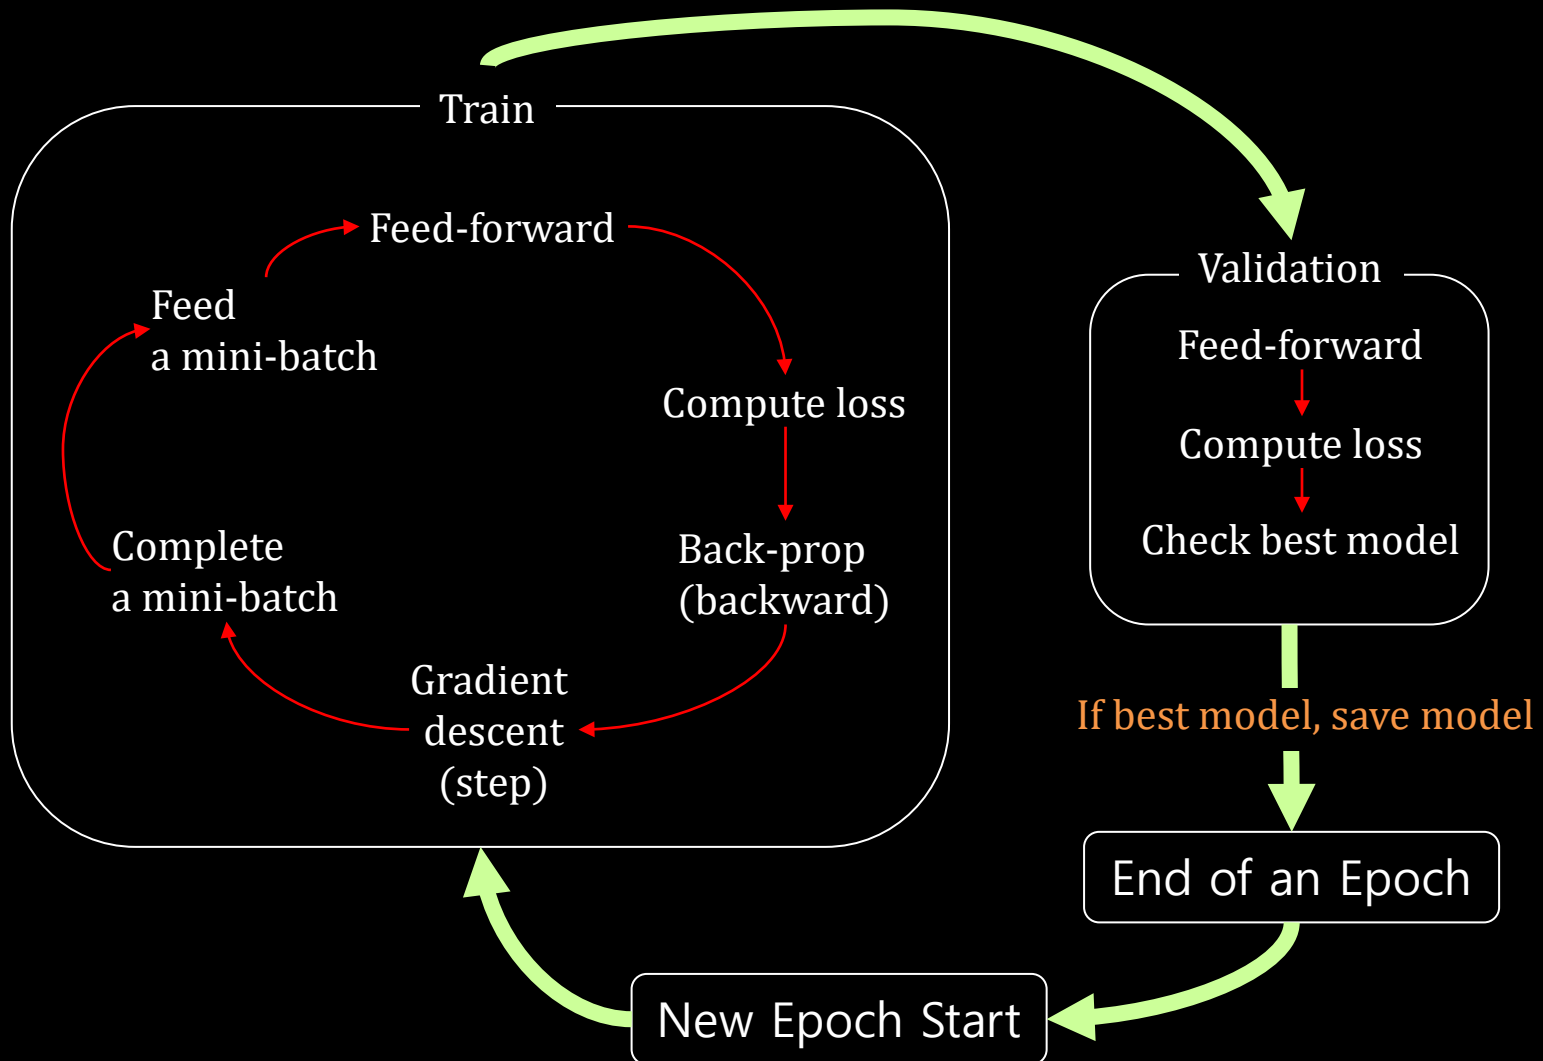 Train
Feed-forward
Feed
a mini-batch
Compute loss
Complete
a mini-batch
Back-prop
(backward)
Gradient
descent
(step)
Validation
Feed-forward
Compute loss
Check best model
If best model, save model
End of an Epoch
New Epoch Start